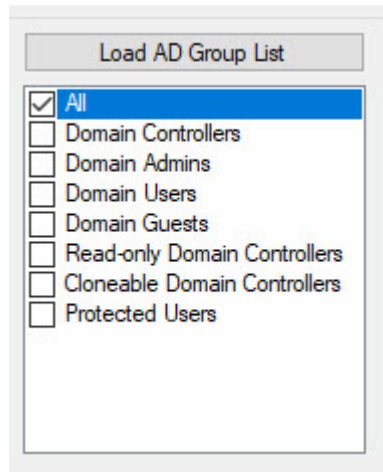 Load AD Group List
All
Domain Controllers
Domain Admins
Domain Users
Domain Guests
Read-only Domain Controllers
Cloneable Domain Controllers
Protected Users